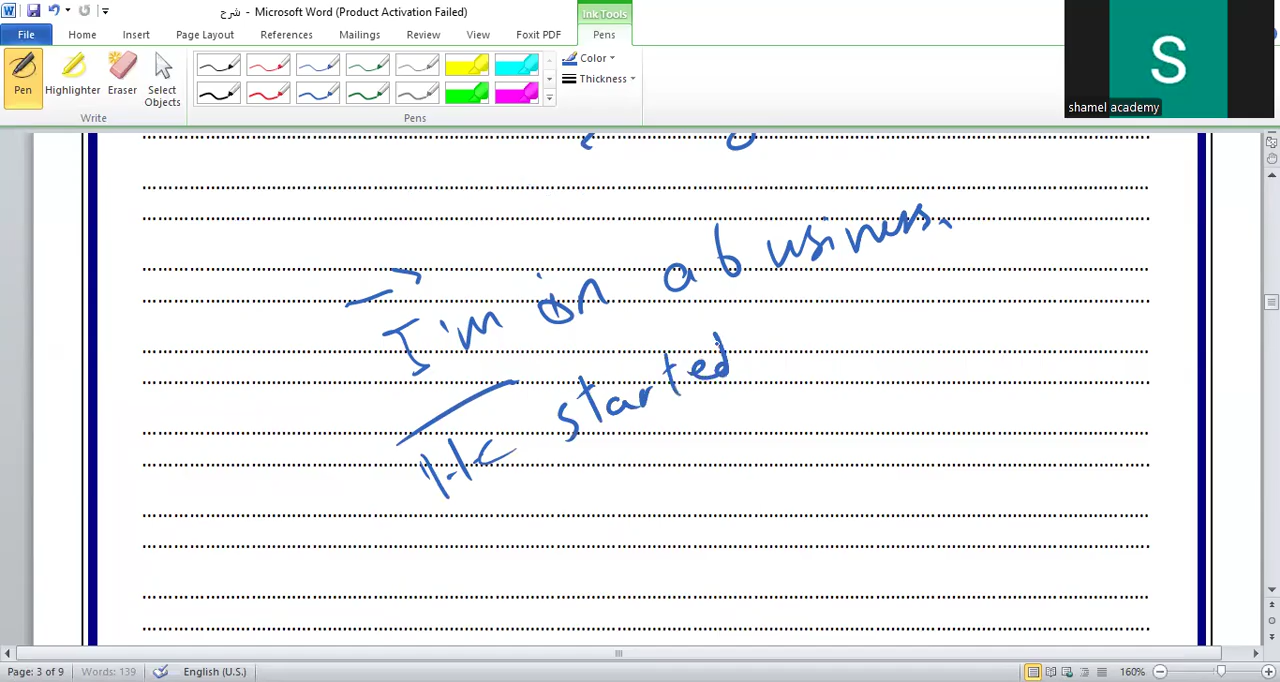 شرح - Microsoft Word (Product Activation Failed)
Ink Tools
File Home Insert Page Layout References Mailings Review View Foxit PDF Pens
Pen Highlighter Eraser Select Objects
Color
Thickness
Write Pens
S
shamel academy
I'm on a business.
He started
Page: 3 of 9 Words: 139 English (U.S.) 160%